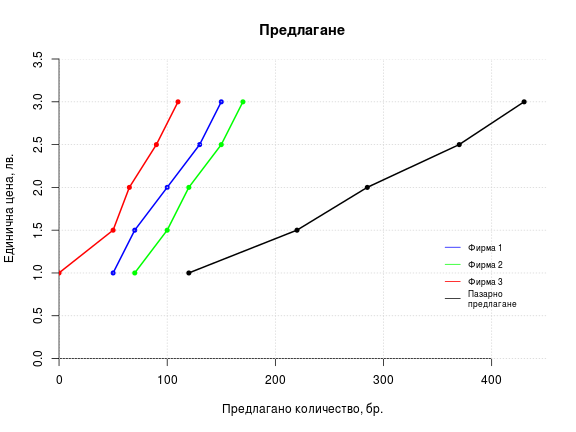 Предлагане
Единична цена, лв.
3.5
3.0
2.5
2.0
1.5
1.0
0.5
0.0
0 100 200 300 400
Предлагано количество, бр.
Фирма 1
Фирма 2
Фирма 3
Пазарно
предлагане